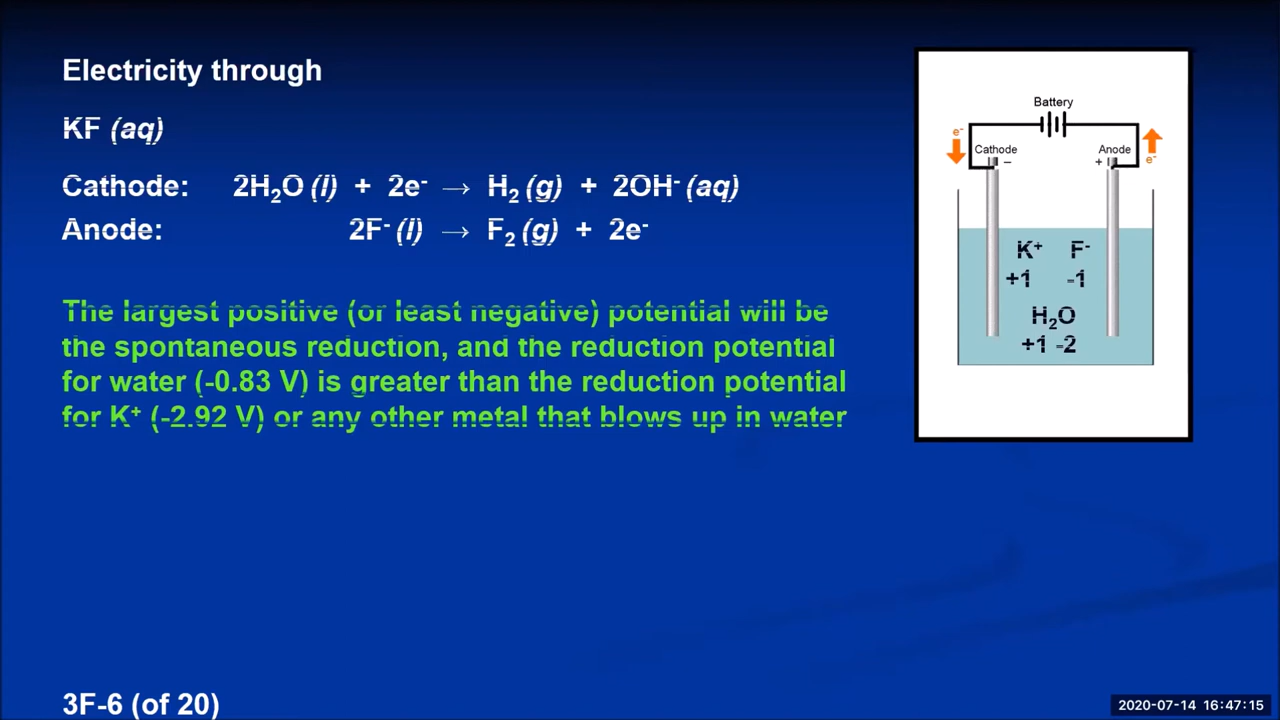 Electricity through
KF (aq)
Cathode: 2H₂O (l) + 2e⁻ → H₂ (g) + 2OH⁻ (aq)
Anode: 2F⁻ (l) → F₂ (g) + 2e⁻
The largest positive (or least negative) potential will be
the spontaneous reduction, and the reduction potential
for water (-0.83 V) is greater than the reduction potential
for K⁺ (-2.92 V) or any other metal that blows up in water
Battery
e⁻
Cathode
−
Anode
+
e⁻
K⁺ F⁻
+1 -1
H₂O
+1 -2
3F-6 (of 20)
2020-07-14 16:47:15